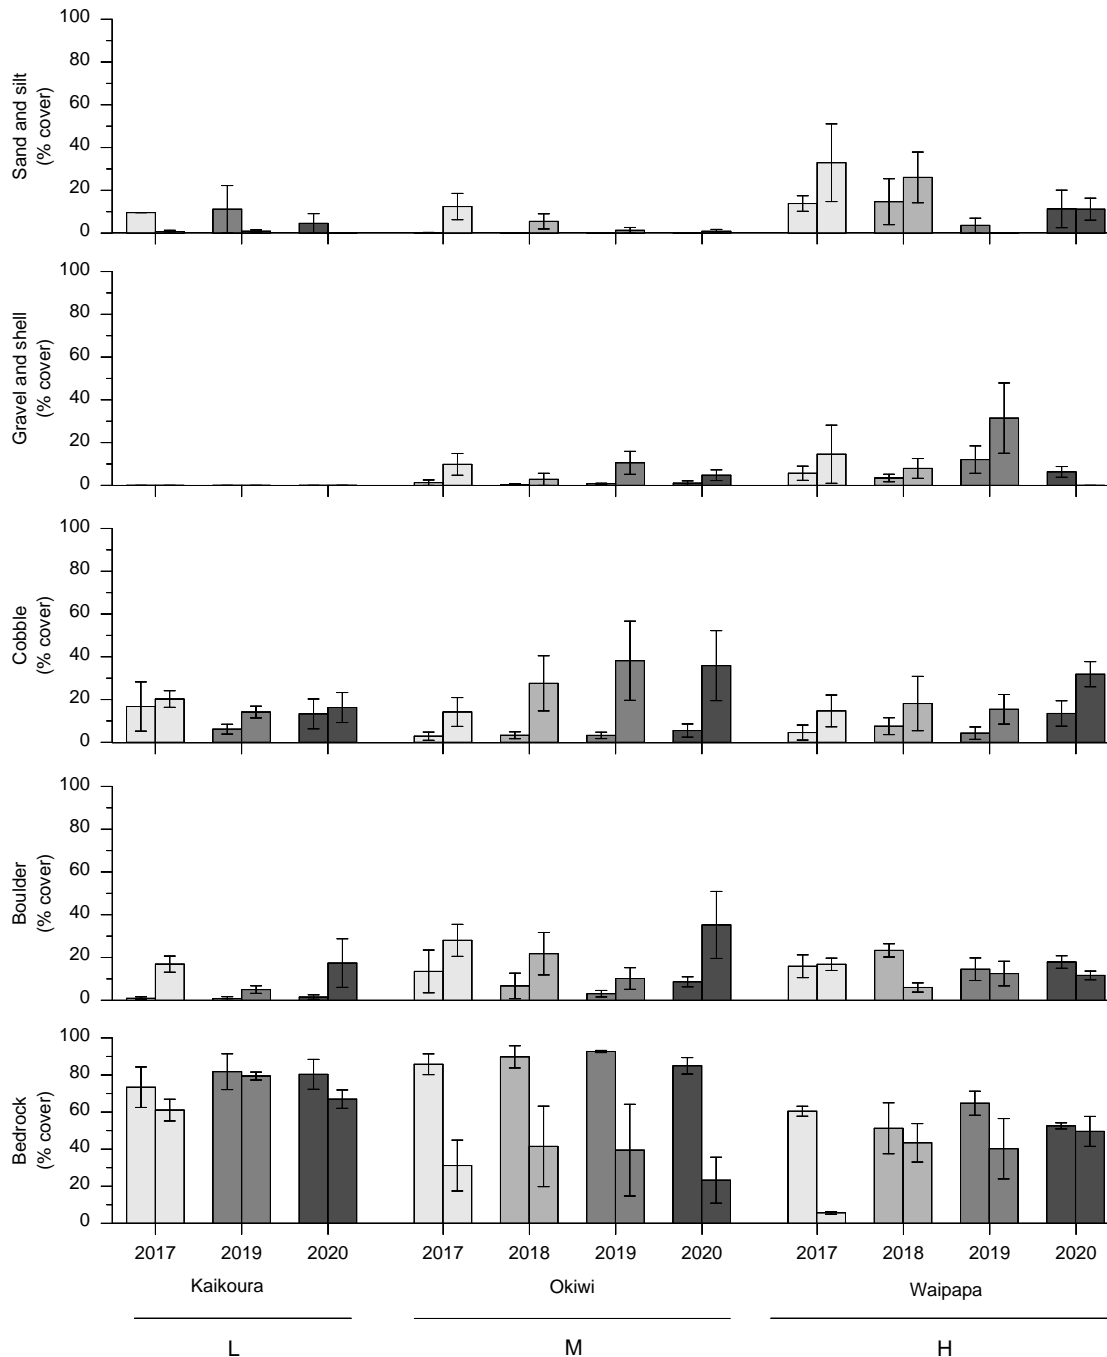 Sand and silt
(% cover)
100
80
60
40
20
0
Gravel and shell
(% cover)
100
80
60
40
20
0
Cobble
(% cover)
100
80
60
40
20
0
Boulder
(% cover)
100
80
60
40
20
0
Bedrock
(% cover)
100
80
60
40
20
0
2017 2019 2020 2017 2018 2019 2020 2017 2018 2019 2020
Kaikoura Okiwi Waipapa
L M H